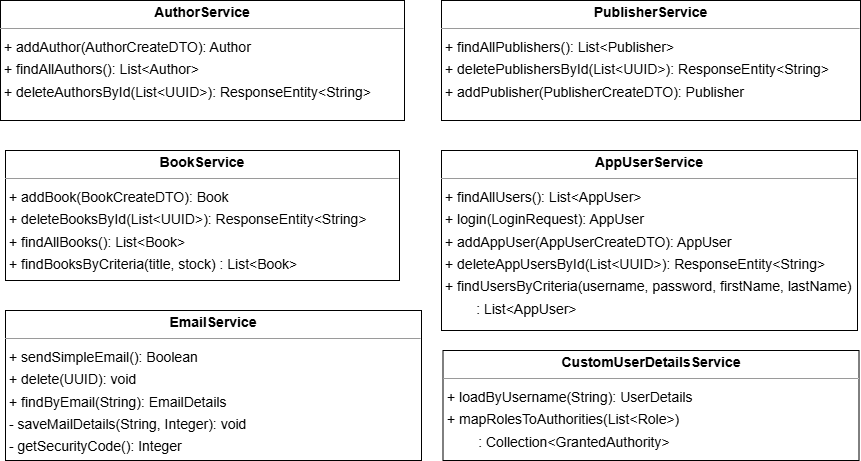 AuthorService
+ addAuthor(AuthorCreateDTO): Author
+ findAllAuthors(): List<Author>
+ deleteAuthorsById(List<UUID>): ResponseEntity<String>
PublisherService
+ findAllPublishers(): List<Publisher>
+ deletePublishersById(List<UUID>): ResponseEntity<String>
+ addPublisher(PublisherCreateDTO): Publisher
BookService
+ addBook(BookCreateDTO): Book
+ deleteBooksById(List<UUID>): ResponseEntity<String>
+ findAllBooks(): List<Book>
+ findBooksByCriteria(title, stock) : List<Book>
AppUserService
+ findAllUsers(): List<AppUser>
+ login(LoginRequest): AppUser
+ addAppUser(AppUserCreateDTO): AppUser
+ deleteAppUsersById(List<UUID>): ResponseEntity<String>
+ findUsersByCriteria(username, password, firstName, lastName)
: List<AppUser>
EmailService
+ sendSimpleEmail(): Boolean
+ delete(UUID): void
+ findByEmail(String): EmailDetails
- saveMailDetails(String, Integer): void
- getSecurityCode(): Integer
CustomUserDetailsService
+ loadByUsername(String): UserDetails
+ mapRolesToAuthorities(List<Role>)
: Collection<GrantedAuthority>